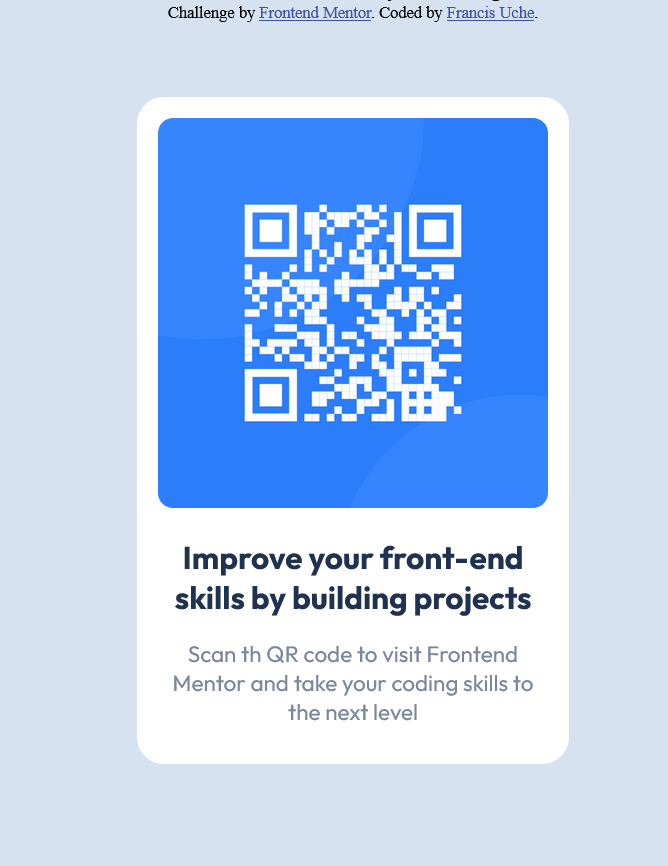 Challenge by Frontend Mentor. Coded by Francis Uche.
Improve your front-end
skills by building projects
Scan th QR code to visit Frontend
Mentor and take your coding skills to
the next level